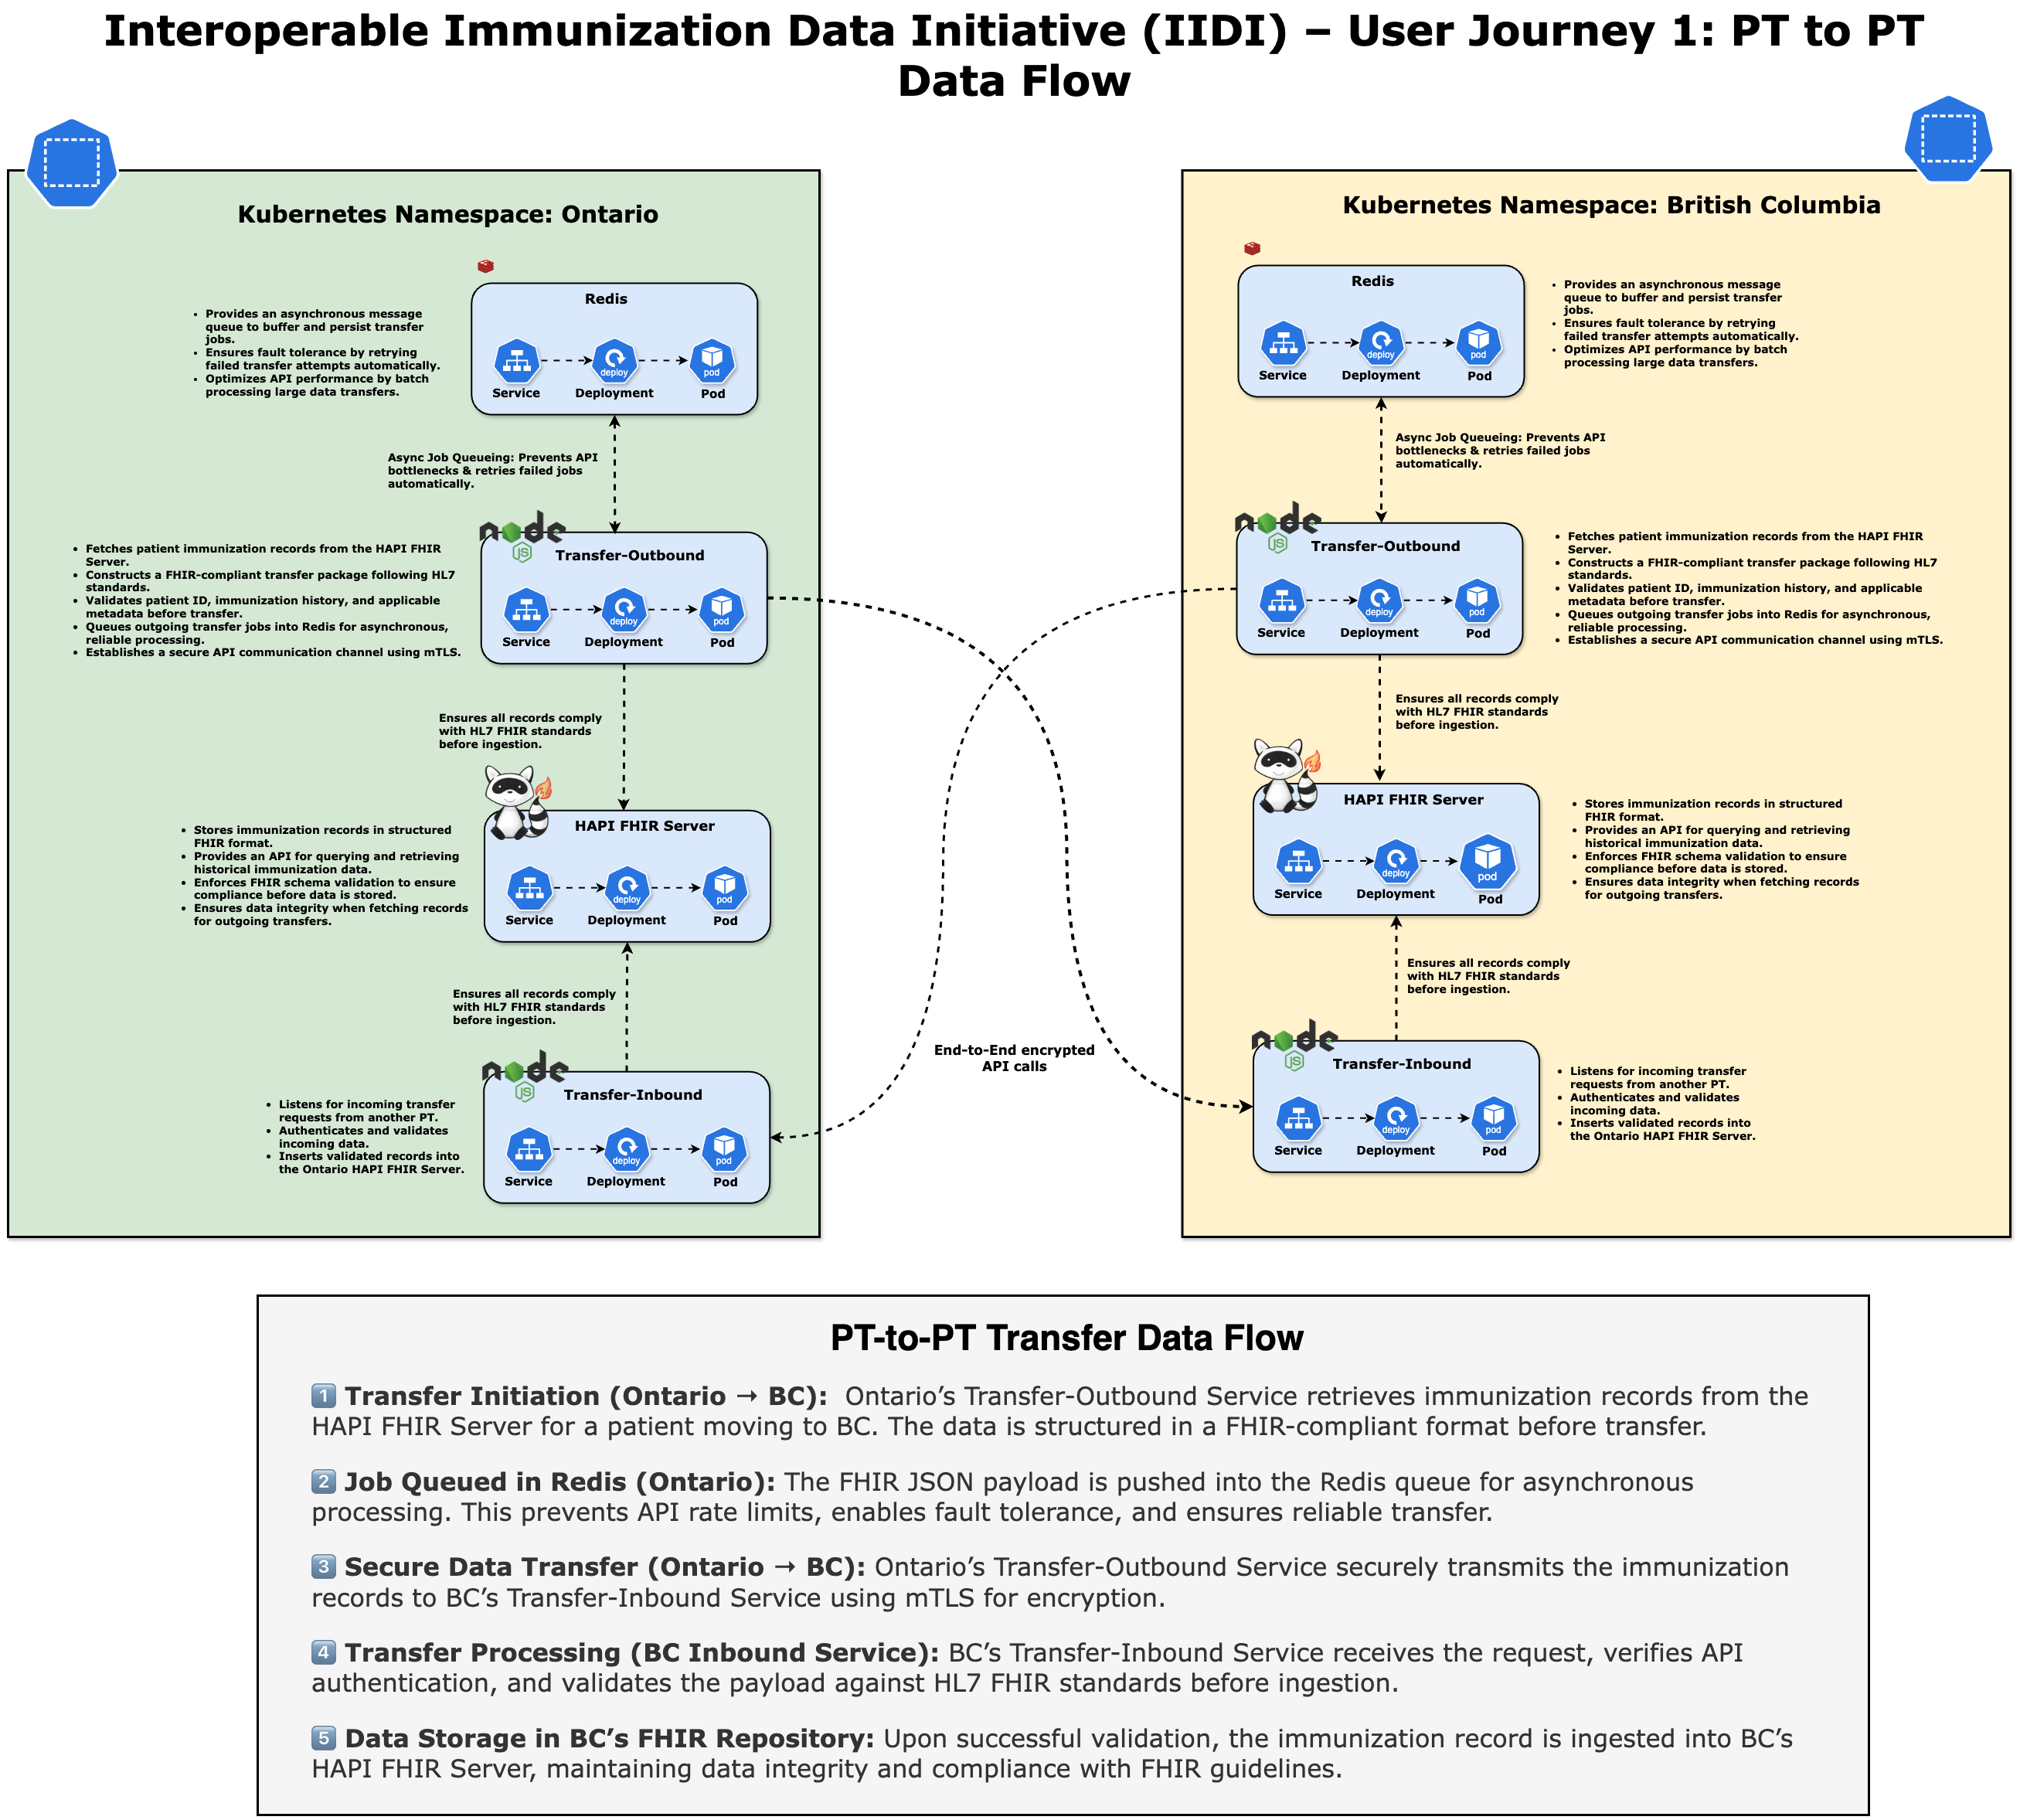 Interoperable Immunization Data Initiative (IIDI) – User Journey 1: PT to PT
Data Flow
Kubernetes Namespace: Ontario
Redis
• Provides an asynchronous message
queue to buffer and persist transfer
jobs.
• Ensures fault tolerance by retrying
failed transfer attempts automatically.
• Optimizes API performance by batch
processing large data transfers.
deploy
pod
Service
Deployment
Pod
Async Job Queueing: Prevents API
bottlenecks & retries failed jobs
automatically.
node
JS
Transfer-Outbound
• Fetches patient immunization records from the HAPI FHIR
Server.
• Constructs a FHIR-compliant transfer package following HL7
standards.
• Validates patient ID, immunization history, and applicable
metadata before transfer.
• Queues outgoing transfer jobs into Redis for asynchronous,
reliable processing.
• Establishes a secure API communication channel using mTLS.
deploy
pod
Service
Deployment
Pod
Ensures all records comply
with HL7 FHIR standards
before ingestion.
HAPI FHIR Server
• Stores immunization records in structured
FHIR format.
• Provides an API for querying and retrieving
historical immunization data.
• Enforces FHIR schema validation to ensure
compliance before data is stored.
• Ensures data integrity when fetching records
for outgoing transfers.
deploy
pod
Service
Deployment
Pod
Ensures all records comply
with HL7 FHIR standards
before ingestion.
node
JS
Transfer-Inbound
• Listens for incoming transfer
requests from another PT.
• Authenticates and validates
incoming data.
• Inserts validated records into
the Ontario HAPI FHIR Server.
deploy
pod
Service
Deployment
Pod
End-to-End encrypted
API calls
Kubernetes Namespace: British Columbia
Redis
deploy
pod
Service
Deployment
Pod
• Provides an asynchronous message
queue to buffer and persist transfer
jobs.
• Ensures fault tolerance by retrying
failed transfer attempts automatically.
• Optimizes API performance by batch
processing large data transfers.
Async Job Queueing: Prevents API
bottlenecks & retries failed jobs
automatically.
node
JS
Transfer-Outbound
deploy
pod
Service
Deployment
Pod
• Fetches patient immunization records from the HAPI FHIR
Server.
• Constructs a FHIR-compliant transfer package following HL7
standards.
• Validates patient ID, immunization history, and applicable
metadata before transfer.
• Queues outgoing transfer jobs into Redis for asynchronous,
reliable processing.
• Establishes a secure API communication channel using mTLS.
Ensures all records comply
with HL7 FHIR standards
before ingestion.
HAPI FHIR Server
deploy
pod
Service
Deployment
Pod
• Stores immunization records in structured
FHIR format.
• Provides an API for querying and retrieving
historical immunization data.
• Enforces FHIR schema validation to ensure
compliance before data is stored.
• Ensures data integrity when fetching records
for outgoing transfers.
Ensures all records comply
with HL7 FHIR standards
before ingestion.
node
JS
Transfer-Inbound
deploy
pod
Service
Deployment
Pod
• Listens for incoming transfer
requests from another PT.
• Authenticates and validates
incoming data.
• Inserts validated records into
the Ontario HAPI FHIR Server.
PT-to-PT Transfer Data Flow
1 Transfer Initiation (Ontario → BC): Ontario’s Transfer-Outbound Service retrieves immunization records from the
HAPI FHIR Server for a patient moving to BC. The data is structured in a FHIR-compliant format before transfer.
2 Job Queued in Redis (Ontario): The FHIR JSON payload is pushed into the Redis queue for asynchronous
processing. This prevents API rate limits, enables fault tolerance, and ensures reliable transfer.
3 Secure Data Transfer (Ontario → BC): Ontario’s Transfer-Outbound Service securely transmits the immunization
records to BC’s Transfer-Inbound Service using mTLS for encryption.
4 Transfer Processing (BC Inbound Service): BC’s Transfer-Inbound Service receives the request, verifies API
authentication, and validates the payload against HL7 FHIR standards before ingestion.
5 Data Storage in BC’s FHIR Repository: Upon successful validation, the immunization record is ingested into BC’s
HAPI FHIR Server, maintaining data integrity and compliance with FHIR guidelines.